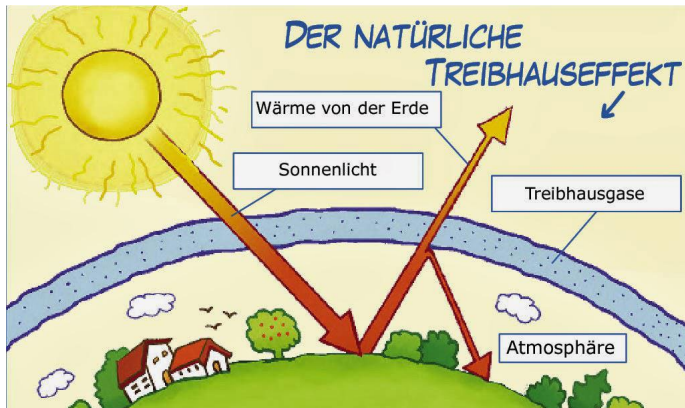 DER NATÜRLICHE
TREIBHAUSEFFEKT
Wärme von der Erde
Sonnenlicht
Treibhausgase
Atmosphäre